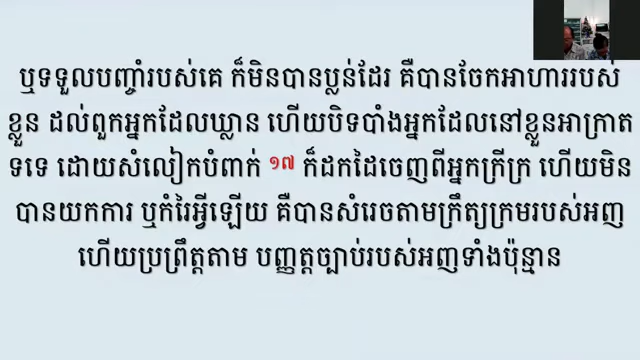 ឬទទួលបញ្ចាំរបស់គេ ក៏មិនបានប្លន់ដែរ គឺបានចែកអាហាររបស់
ខ្លួន ដល់ពួកអ្នកដែលឃ្លាន ហើយបិទបាំងអ្នកដែលនៅខ្លួនអាក្រាត
ទទេ ដោយសំលៀកបំពាក់ ១៧ ក៏ដកដៃចេញពីអ្នកក្រីក្រ ហើយមិន
បានយកការ ឬកំរៃអ្វីឡើយ គឺបានសំរេចតាមក្រឹត្យក្រមរបស់អញ
ហើយប្រព្រឹត្តតាម បញ្ញត្តច្បាប់របស់អញទាំងប៉ុន្មាន